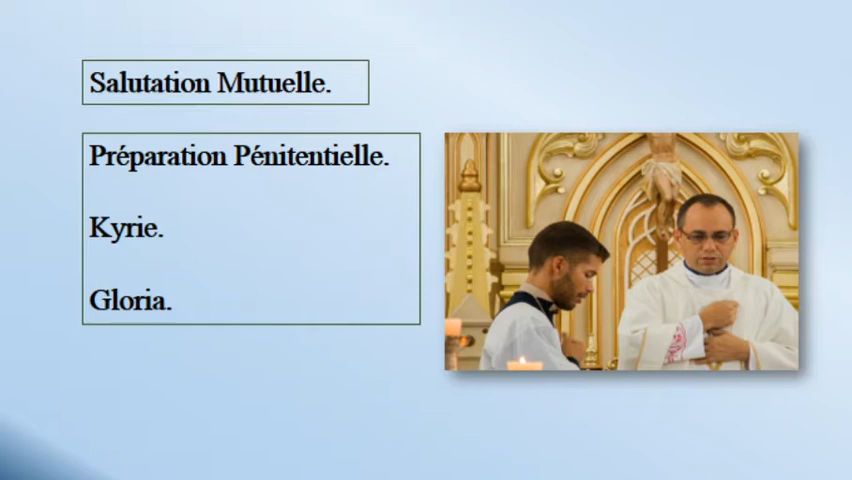 Salutation Mutuelle.
Préparation Pénitentielle.
Kyrie.
Gloria.